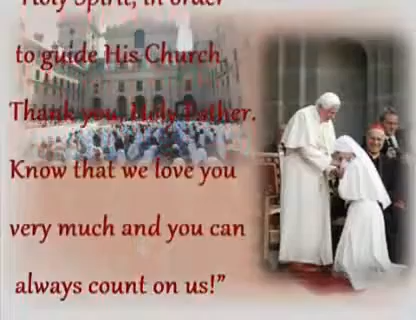 Holy Spirit, in order
to guide His Church
Thank you, Holy Father.
Know that we love you
very much and you can
always count on us!”